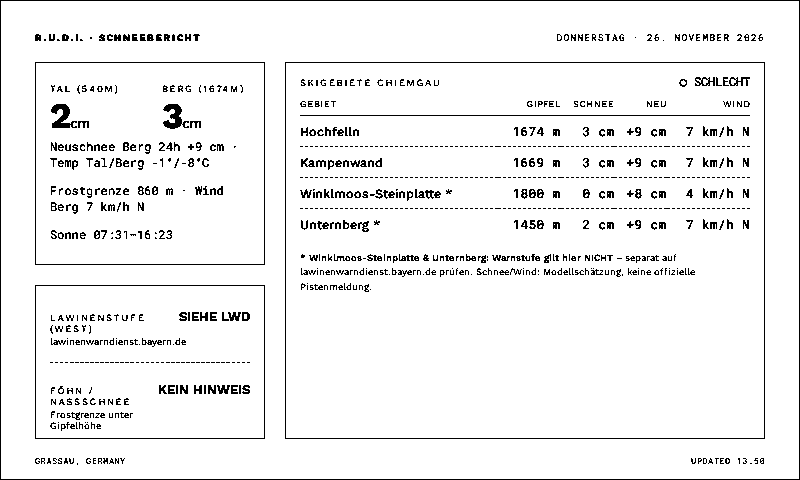 R.U.D.I. · SCHNEEBERICHT
DONNERSTAG · 26. NOVEMBER 2026
TAL (540M) BERG (1674M)
2cm 3cm
Neuschnee Berg 24h +9 cm ·
Temp Tal/Berg -1°/-8°C
Frostgrenze 860 m · Wind
Berg 7 km/h N
Sonne 07:31–16:23
LAWINENSTUFE (WEST) SIEHE LWD
lawinenwarndienst.bayern.de
FÖHN / NASSSCHNEE KEIN HINWEIS
Frostgrenze unter
Gipfelhöhe
SKIGEBIETE CHIEMGAU SCHLECHT
GEBIET GIPFEL SCHNEE NEU WIND
Hochfelln 1674 m 3 cm +9 cm 7 km/h N
Kampenwand 1669 m 3 cm +9 cm 7 km/h N
Winklmoos-Steinplatte * 1800 m 0 cm +8 cm 4 km/h N
Unternberg * 1450 m 2 cm +9 cm 7 km/h N
* Winklmoos-Steinplatte & Unternberg: Warnstufe gilt hier NICHT – separat auf
lawinenwarndienst.bayern.de prüfen. Schnee/Wind: Modellschätzung, keine offizielle
Pistenmeldung.
GRASSAU, GERMANY
UPDATED 13.50